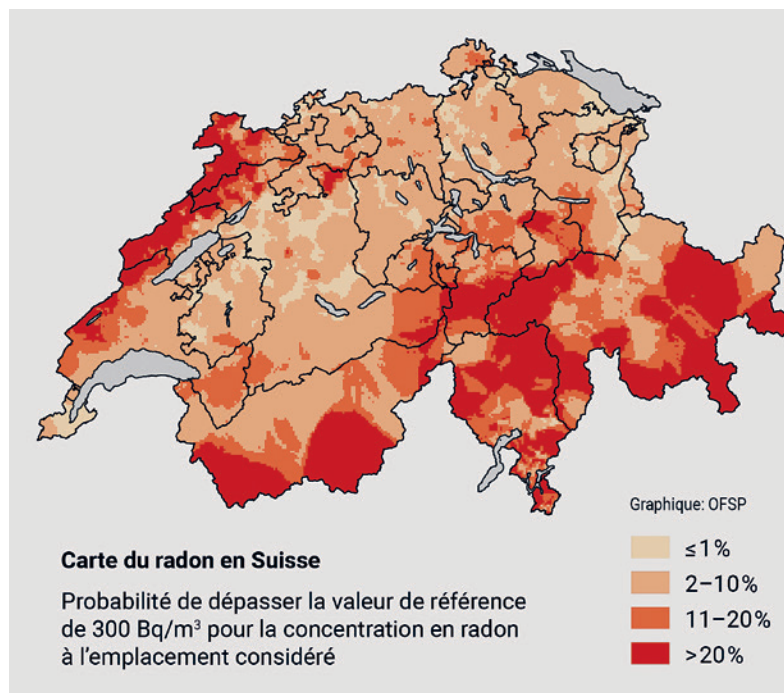 Graphique: OFSP
≤1%
2–10%
11–20%
>20%
Carte du radon en Suisse
Probabilité de dépasser la valeur de référence
de 300 Bq/m³ pour la concentration en radon
à l’emplacement considéré